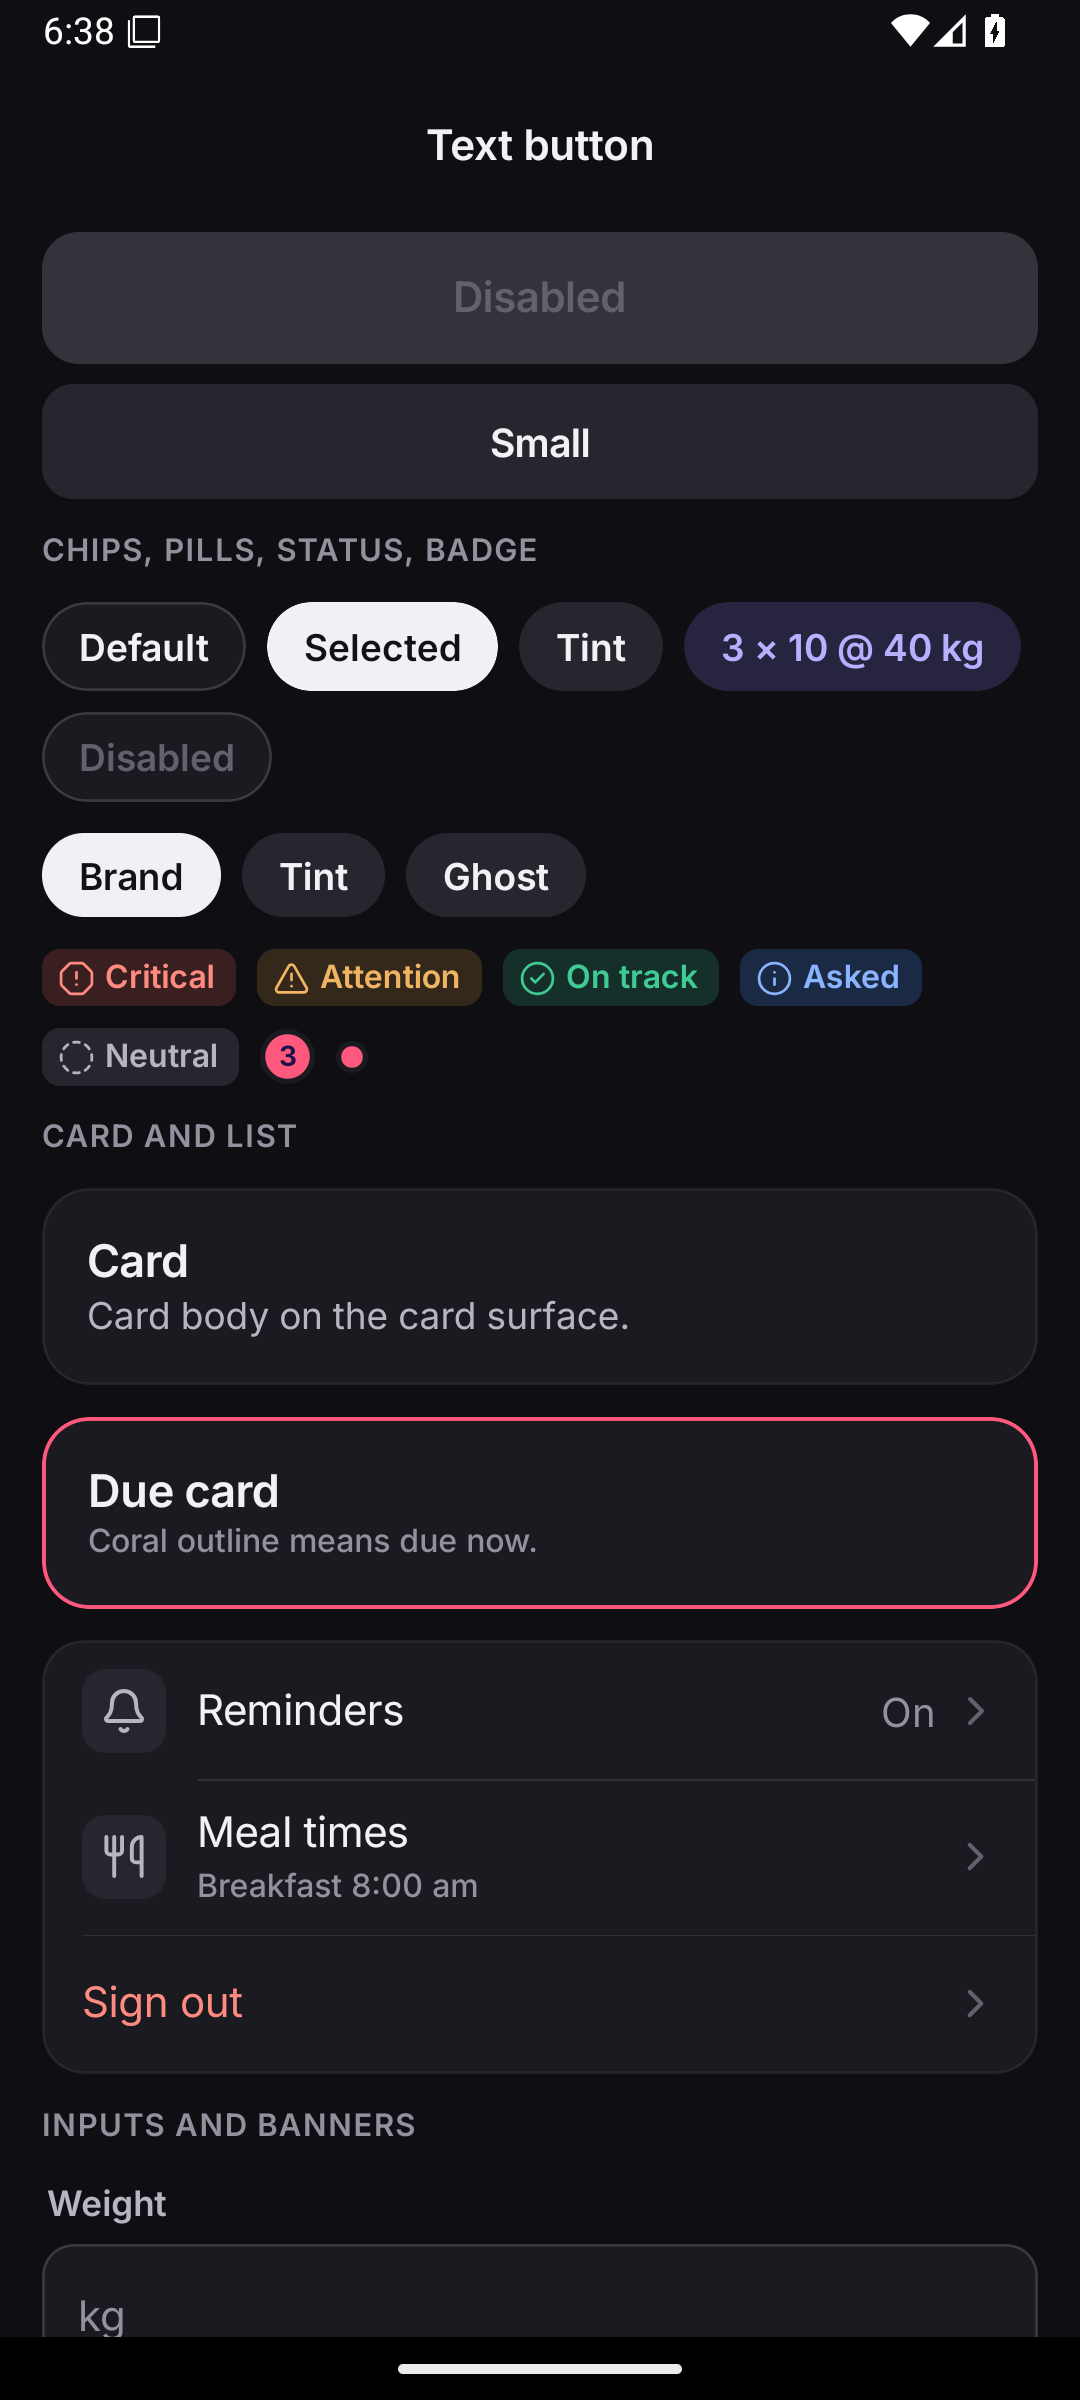 6:38
Text button
Disabled
Small
CHIPS, PILLS, STATUS, BADGE
Default Selected Tint 3 × 10 @ 40 kg
Disabled
Brand Tint Ghost
Critical Attention On track Asked
Neutral 3
CARD AND LIST
Card
Card body on the card surface.
Due card
Coral outline means due now.
Reminders On
Meal times
Breakfast 8:00 am
Sign out
INPUTS AND BANNERS
Weight
kg